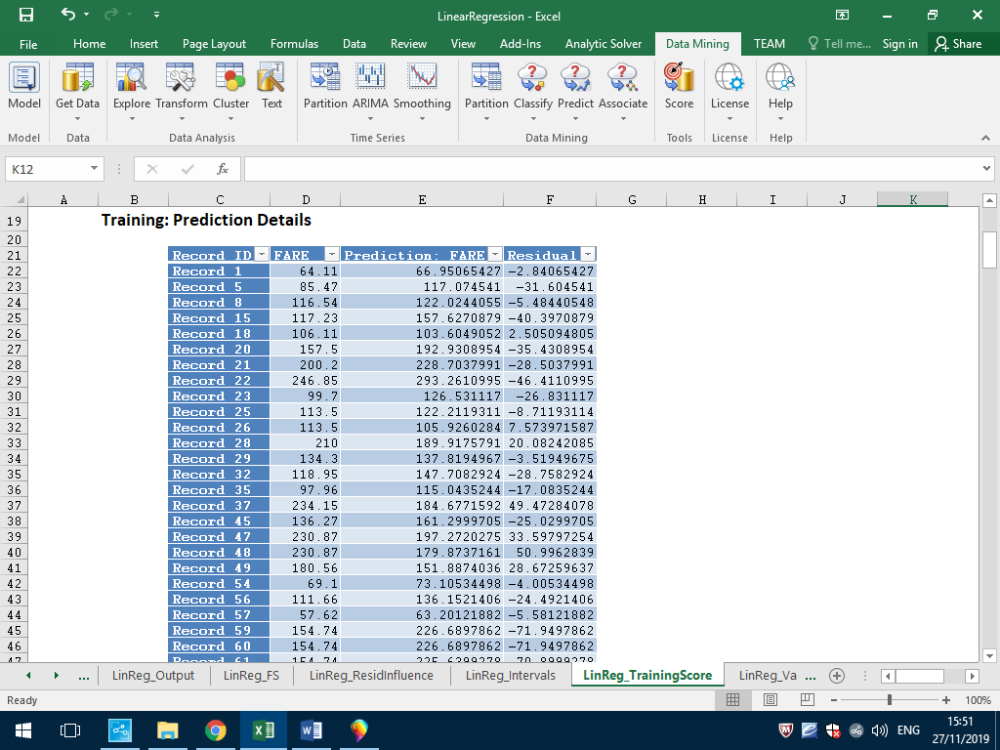 LinearRegression - Excel
File Home Insert Page Layout Formulas Data Review View Add-Ins Analytic Solver Data Mining TEAM Tell me... Sign in Share
Model Get Data Explore Transform Cluster Text Partition ARIMA Smoothing Partition Classify Predict Associate Score License Help
Model Data Data Analysis Time Series Data Mining Tools License Help
K12 fx
A B C D E F G H I J K
19 Training: Prediction Details
20
21 Record ID FARE Prediction: FARE Residual
22 Record 1 64.11 66.95065427 -2.84065427
23 Record 5 85.47 117.074541 -31.604541
24 Record 8 116.54 122.0244055 -5.48440548
25 Record 15 117.23 157.6270879 -40.3970879
26 Record 18 106.11 103.6049052 2.505094805
27 Record 20 157.5 192.9308954 -35.4308954
28 Record 21 200.2 228.7037991 -28.5037991
29 Record 22 246.85 293.2610995 -46.4110995
30 Record 23 99.7 126.531117 -26.831117
31 Record 25 113.5 122.2119311 -8.71193114
32 Record 26 113.5 105.9260284 7.573971587
33 Record 28 210 189.9175791 20.08242085
34 Record 29 134.3 137.8194967 -3.51949675
35 Record 32 118.95 147.7082924 -28.7582924
36 Record 35 97.96 115.0435244 -17.0835244
37 Record 37 234.15 184.6771592 49.47284078
38 Record 45 136.27 161.2999705 -25.0299705
39 Record 47 230.87 197.2720275 33.59797254
40 Record 48 230.87 179.8737161 50.9962839
41 Record 49 180.56 151.8874036 28.67259637
42 Record 54 69.1 73.10534498 -4.00534498
43 Record 56 111.66 136.1521406 -24.4921406
44 Record 57 57.62 63.20121882 -5.58121882
45 Record 59 154.74 226.6897862 -71.9497862
46 Record 60 154.74 226.6897862 -71.9497862
47 Record 61 154.74
... LinReg_Output LinReg_FS LinReg_ResidInfluence LinReg_Intervals LinReg_TrainingScore LinReg_Va ...
Ready 100%
ENG 15:51
27/11/2019